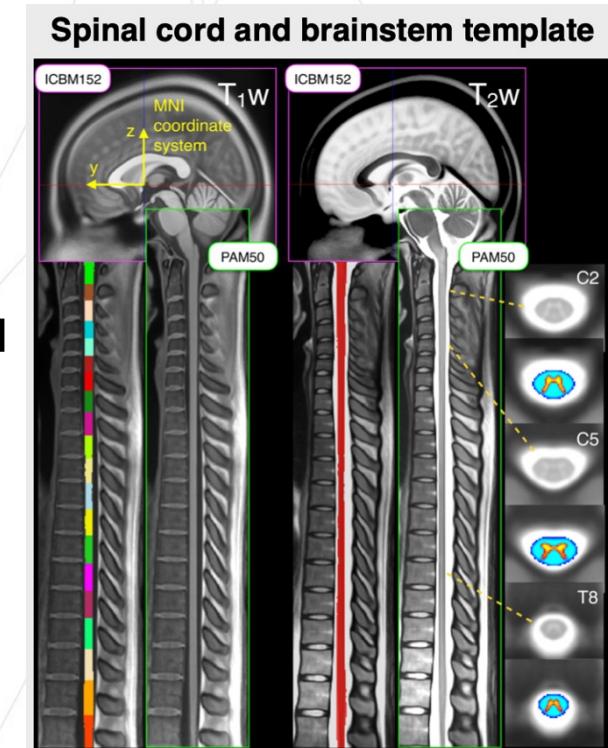 Spinal cord and brainstem template
ICBM152
T1w
MNI
coordinate
system
z
y
PAM50
ICBM152
T2w
PAM50
C2
C5
T8